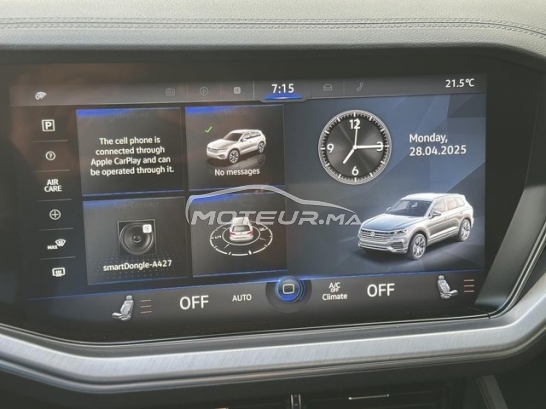 7:15
21.5°C
P
The cell phone is
connected through
Apple CarPlay and can
be operated through it.
No messages
12
3
6
9
Monday,
28.04.2025
AIR
CARE
MAX
MOTEUR.MA
smartDongle-A427
OFF
AUTO
A/C
OFF
Climate
OFF